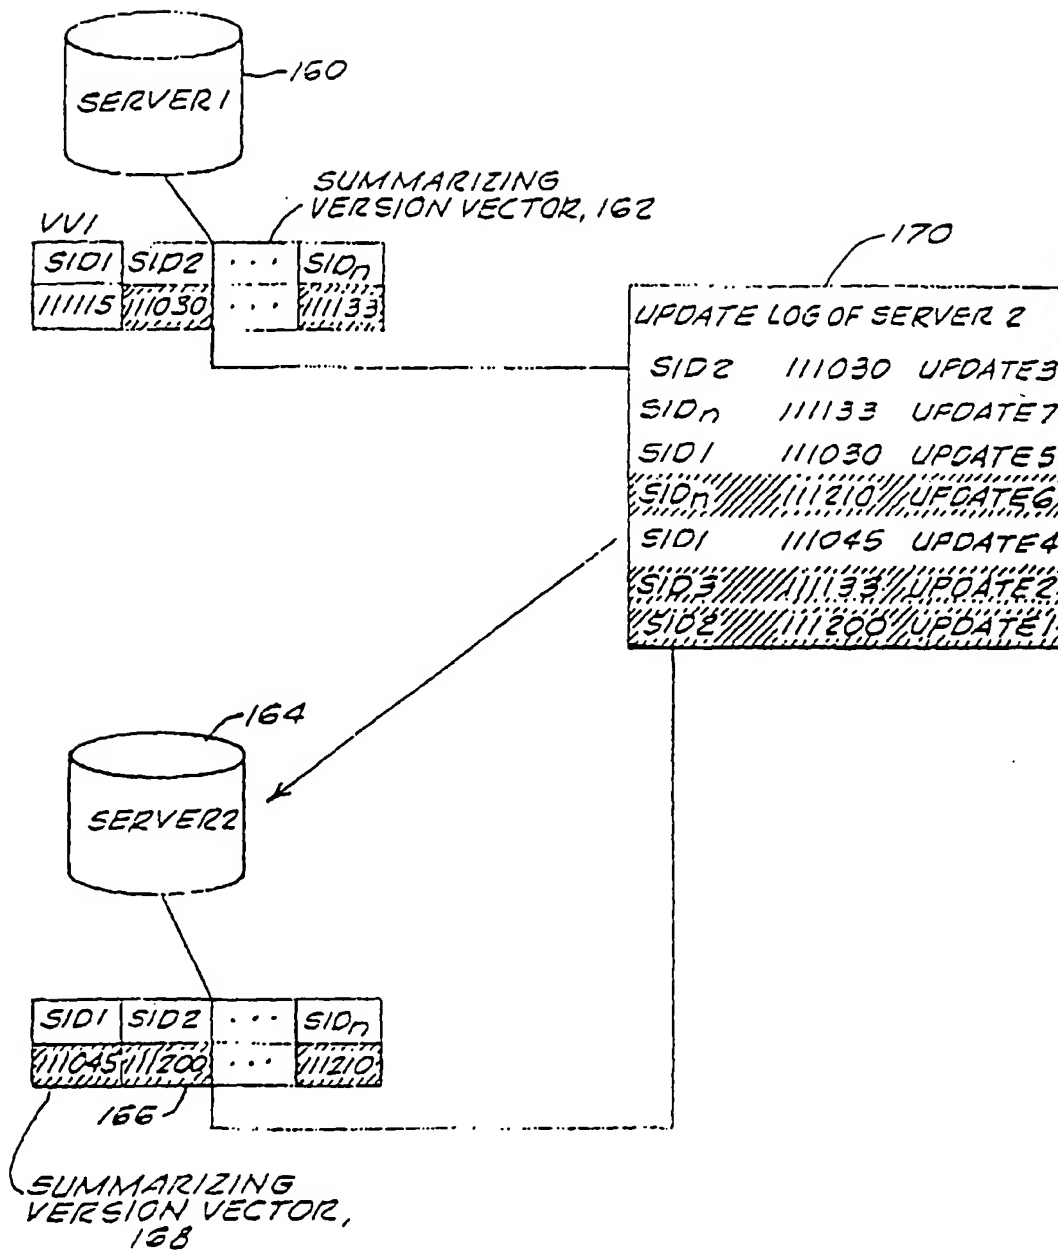 160
SERVER1
SUMMARIZING
VERSION VECTOR, 162
VV1
SID1 SID2 ... SIDn
111115 111030 ... 111133
170
UPDATE LOG OF SERVER 2
SID2 111030 UPDATE3
SIDn 111133 UPDATE7
SID1 111030 UPDATE5
SIDn 111210 UPDATE6
SID1 111045 UPDATE4
SID3 111133 UPDATE2
SID2 111200 UPDATE1
164
SERVER2
SID1 SID2 ... SIDn
111045 111200 ... 111210
166
SUMMARIZING
VERSION VECTOR,
168